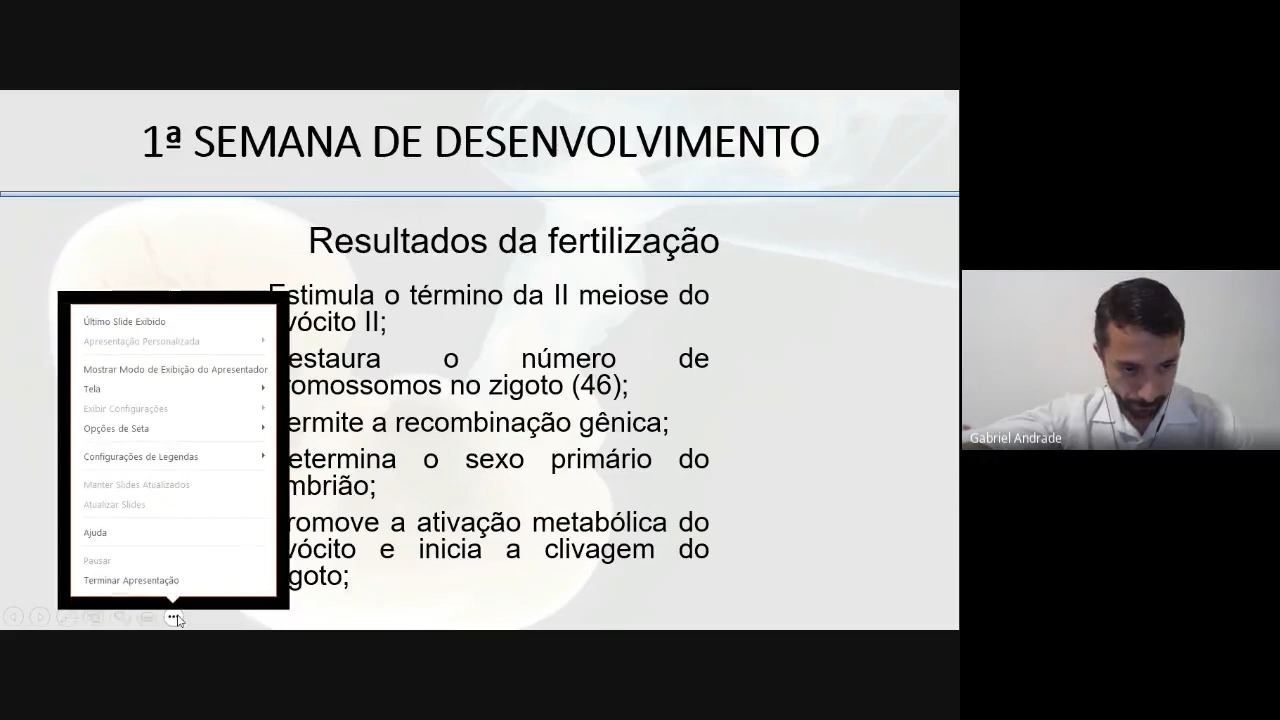 1ª SEMANA DE DESENVOLVIMENTO
Resultados da fertilização
Estimula o término da II meiose do
vócito II;
estaura o número de
romossomos no zigoto (46);
ermite a recombinação gênica;
etermina o sexo primário do
mbrião;
romove a ativação metabólica do
vócito e inicia a clivagem do
goto;
Último Slide Exibido
Apresentação Personalizada
Mostrar Modo de Exibição do Apresentador
Tela
Exibir Configurações
Opções de Seta
Configurações de Legendas
Manter Slides Atualizados
Atualizar Slides
Ajuda
Pausar
Terminar Apresentação
Gabriel Andrade